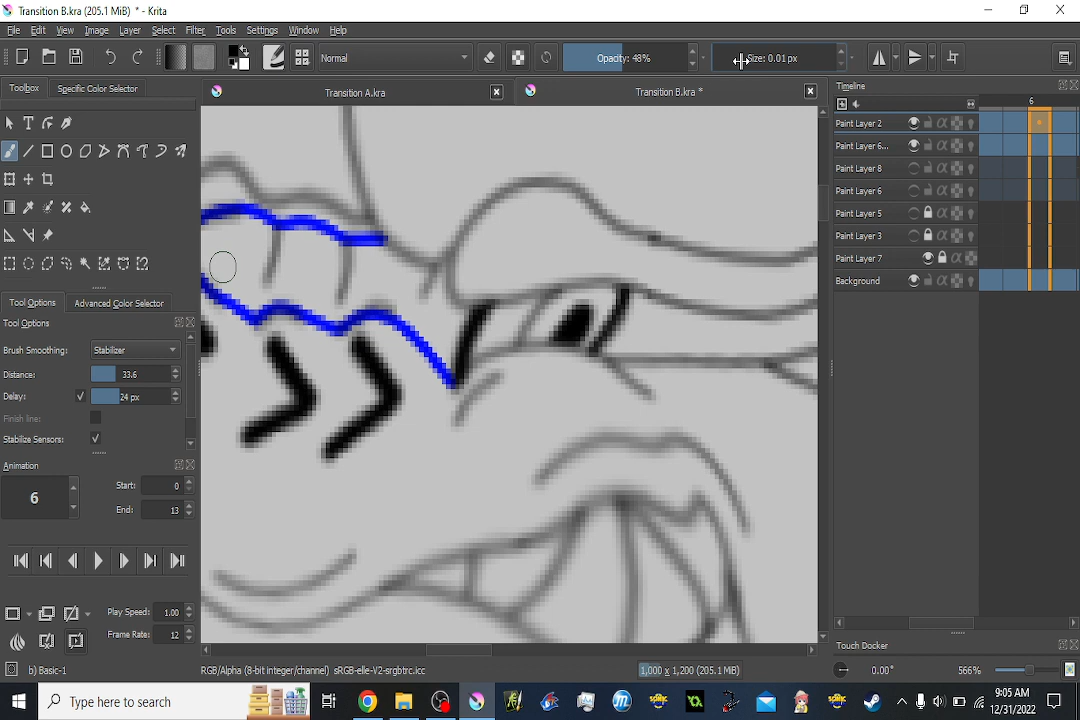 Transition B.kra (205.1 MiB) * - Krita
File Edit View Image Layer Select Filter Tools Settings Window Help
Normal Opacity: 48% Size: 0.01 px
Toolbox Specific Color Selector
Transition A.kra
Transition B.kra *
Timeline
6
Paint Layer 2
Paint Layer 6...
Paint Layer 8
Paint Layer 6
Paint Layer 5
Paint Layer 3
Paint Layer 7
Background
Tool Options Advanced Color Selector
Tool Options
Brush Smoothing: Stabilizer
Distance: 33.6
Delay: 24 px
Finish line:
Stabilize Sensors:
Animation
6
Start: 0
End: 13
Play Speed: 1.00
Frame Rate: 12
Touch Docker
b) Basic-1
RGB/Alpha (8-bit integer/channel) sRGB-elle-V2-srgbtrc.icc
1,000 x 1,200 (205.1 MiB)
0.00°
566%
Type here to search
9:05 AM
12/31/2022